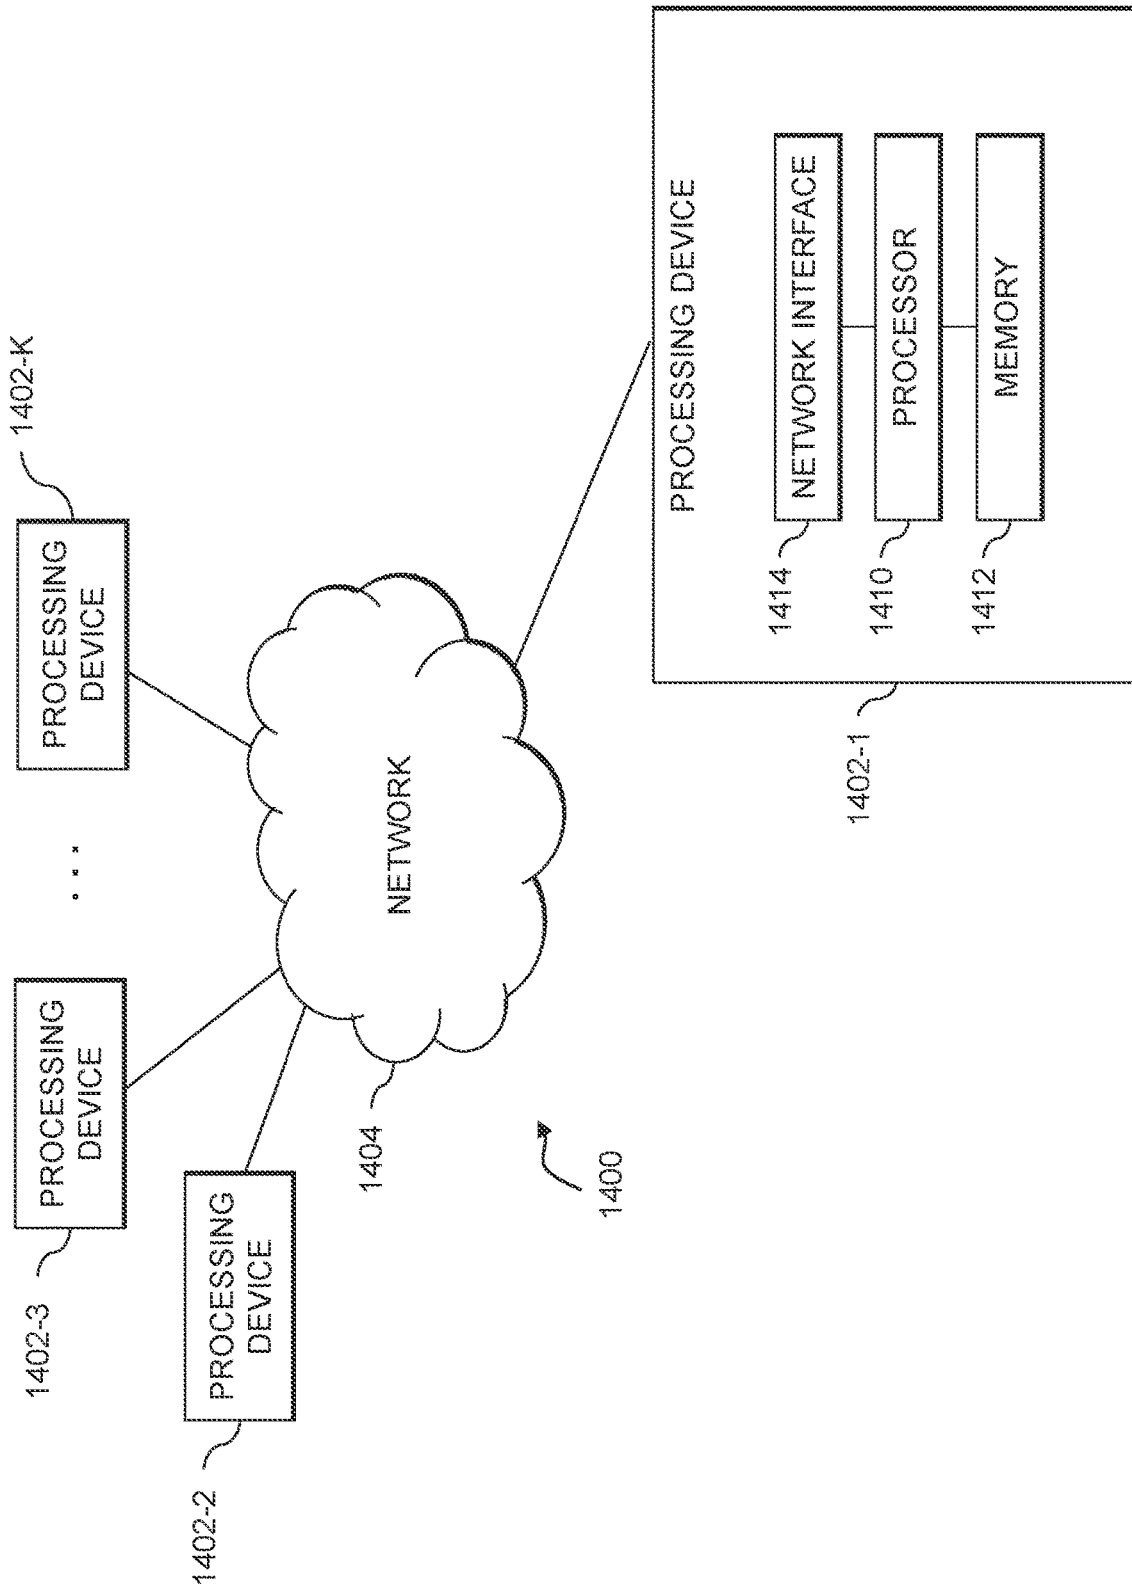 1400
1402-2
PROCESSING
DEVICE
1402-3
PROCESSING
DEVICE
. . .
1402-K
PROCESSING
DEVICE
1404
NETWORK
1402-1
PROCESSING DEVICE
1414
NETWORK INTERFACE
1410
PROCESSOR
1412
MEMORY